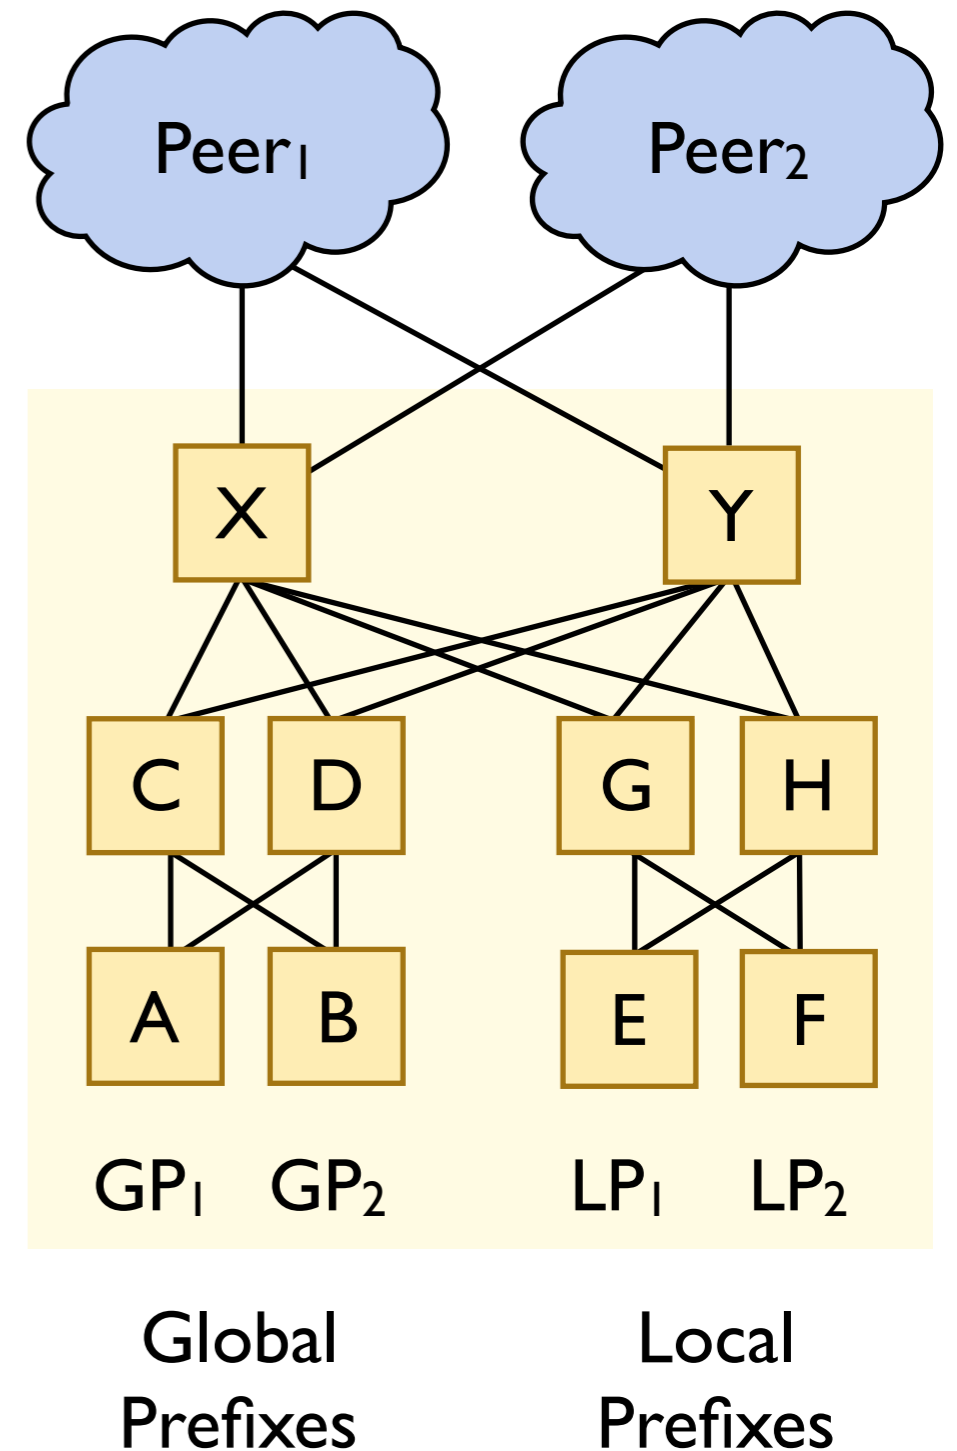 Peer₁ Peer₂
X Y
C D G H
A B E F
GP₁ GP₂ LP₁ LP₂
Global Local
Prefixes Prefixes